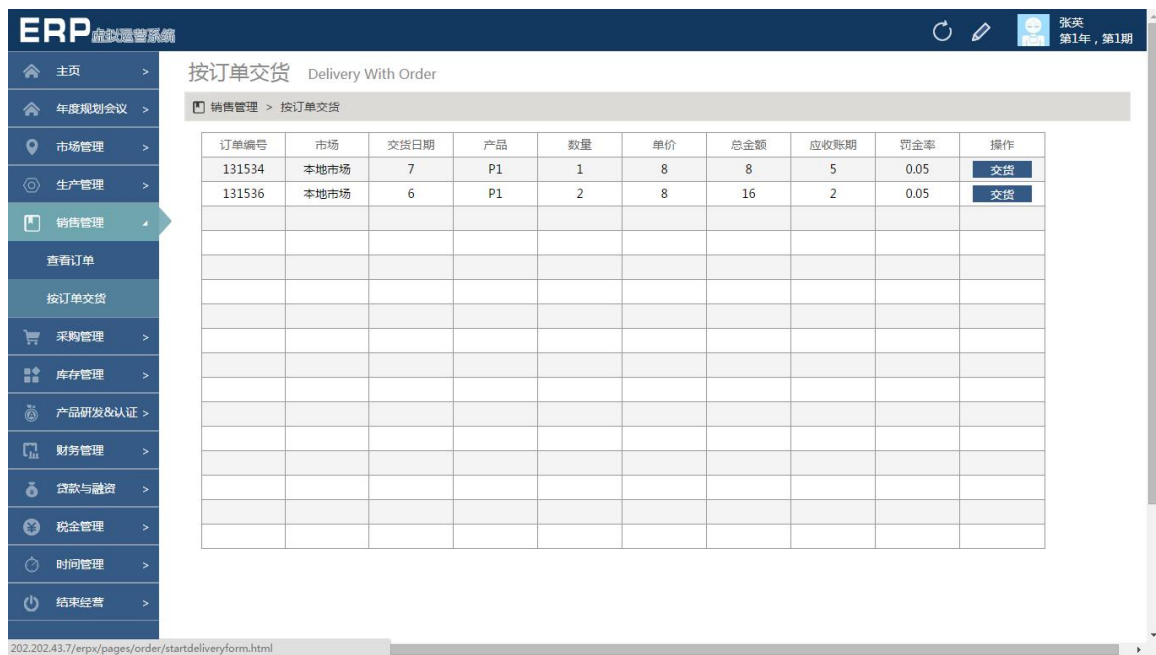 ERP虚拟运营系统
张英
第1年，第1期
主页 >
年度规划会议 >
市场管理 >
生产管理 >
销售管理
查看订单
按订单交货
采购管理 >
库存管理 >
产品研发&认证 >
财务管理 >
贷款与融资 >
税金管理 >
时间管理 >
结束经营 >
按订单交货 Delivery With Order
销售管理 > 按订单交货
订单编号 市场 交货日期 产品 数量 单价 总金额 应收账期 罚金率 操作
131534 本地市场 7 P1 1 8 8 5 0.05 交货
131536 本地市场 6 P1 2 8 16 2 0.05 交货
202.202.43.7/erpx/pages/order/startdeliveryform.html